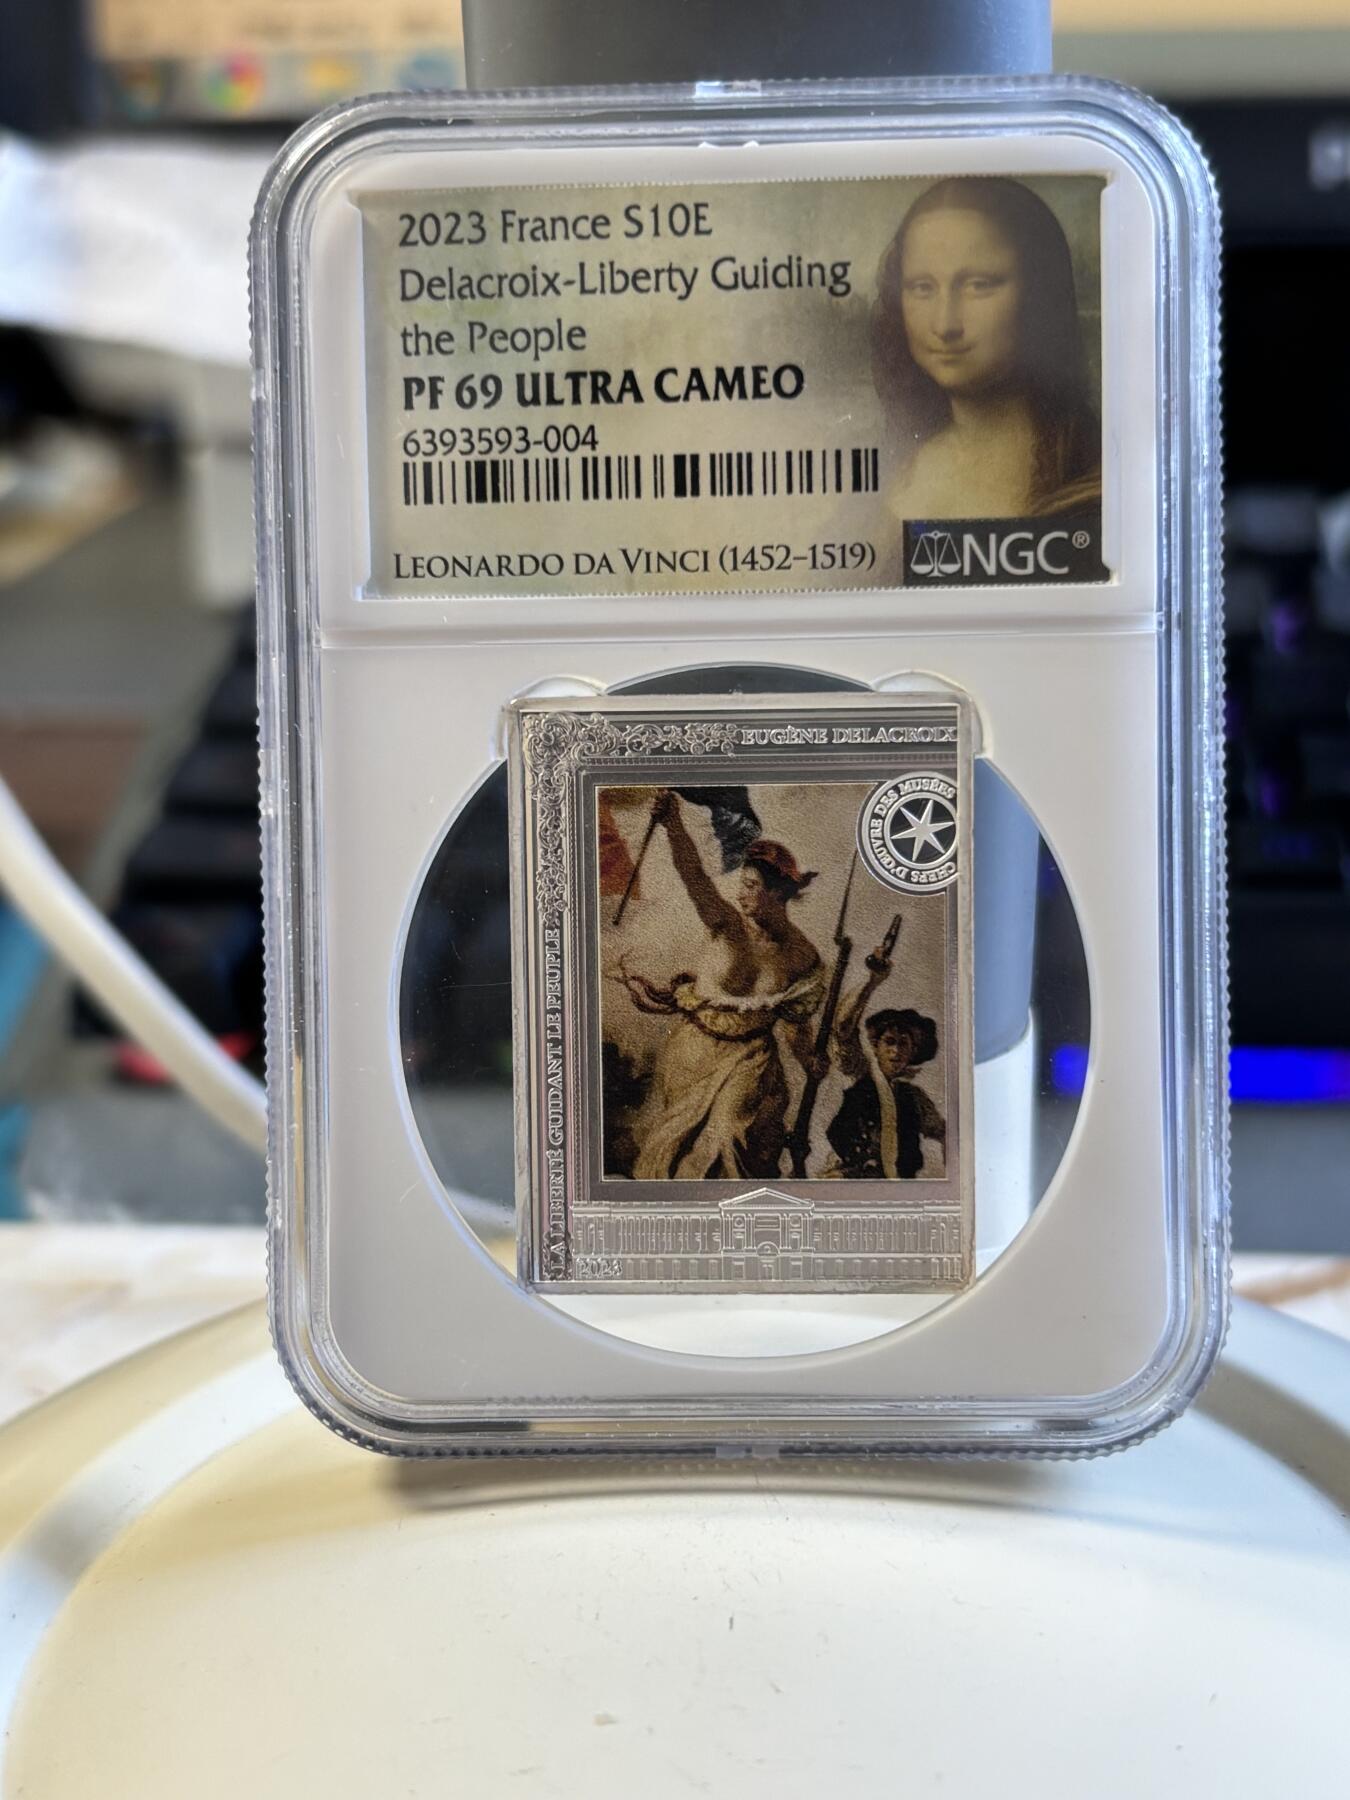 2023 France S10E
Delacroix-Liberty Guiding
the People
PF 69 ULTRA CAMEO
6393593-004
LEONARDO DA VINCI (1452–1519)
NGC®
EUGÈNE DELACROIX
CHEFS D'ŒUVRE DES MUSÉES
LA LIBERTÉ GUIDANT LE PEUPLE
2023